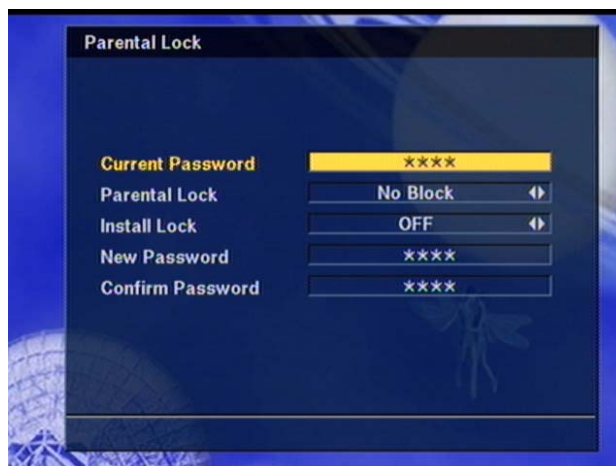 Parental Lock
Current Password ****
Parental Lock No Block
Install Lock OFF
New Password ****
Confirm Password ****